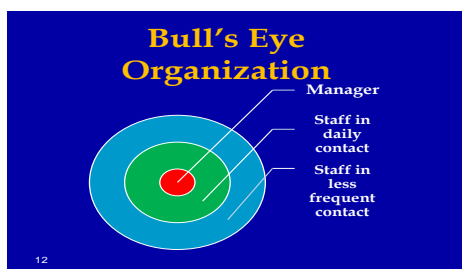 Bull’s Eye
Organization
Manager
Staff in
daily
contact
Staff in
less
frequent
contact
12